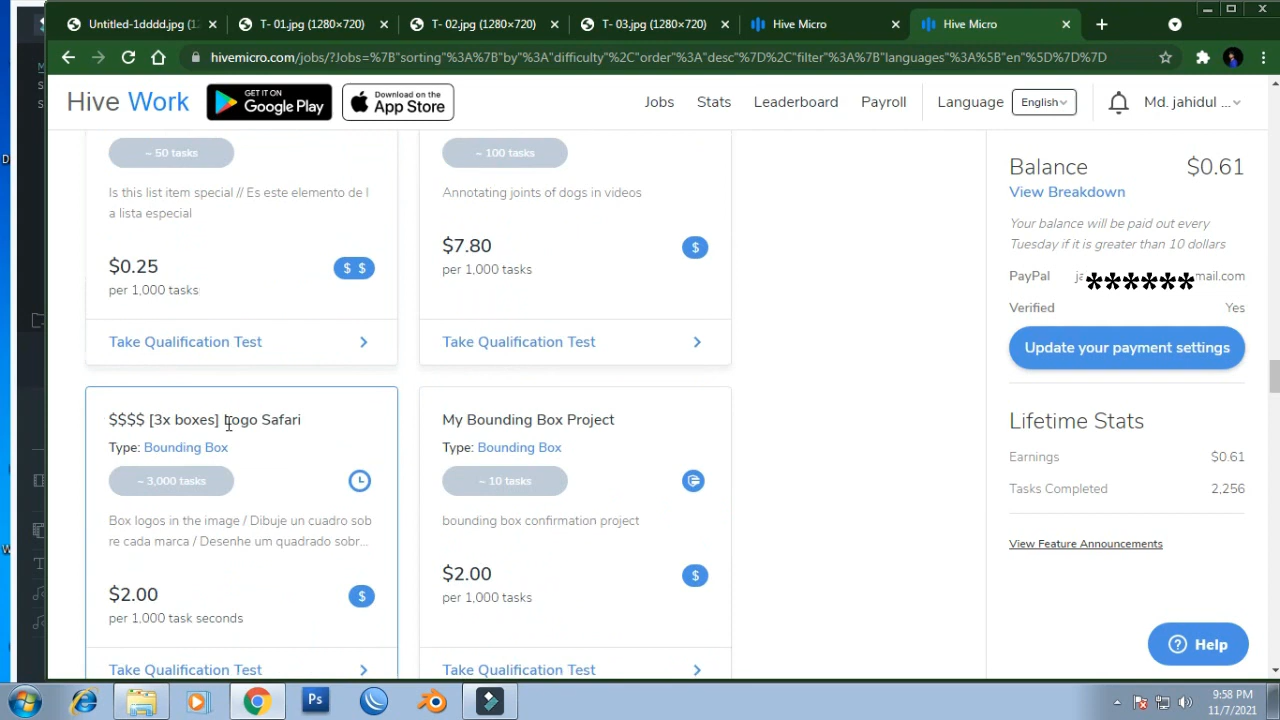 Untitled-1dddd.jpg (12
T- 01.jpg (1280×720)
T- 02.jpg (1280×720)
T- 03.jpg (1280×720)
Hive Micro
Hive Micro
hivemicro.com/jobs/?Jobs=%7B"sorting"%3A%7B"by"%3A"difficulty"%2C"order"%3A"desc"%7D%2C"filter"%3A%7B"languages"%3A%5B"en"%5D%7D%7D
Hive Work
GET IT ON
Google Play
Download on the
App Store
Jobs
Stats
Leaderboard
Payroll
Language
English
Md. jahidul ...
~ 50 tasks
Is this list item special // Es este elemento de l
a lista especial
$0.25
$ $
per 1,000 tasks
Take Qualification Test
~ 100 tasks
Annotating joints of dogs in videos
$7.80
$
per 1,000 tasks
Take Qualification Test
$$$$ [3x boxes] Logo Safari
Type: Bounding Box
~ 3,000 tasks
Box logos in the image / Dibuje un cuadro sob
re cada marca / Desenhe um quadrado sobr...
$2.00
$
per 1,000 task seconds
Take Qualification Test
My Bounding Box Project
Type: Bounding Box
~ 10 tasks
bounding box confirmation project
$2.00
$
per 1,000 tasks
Take Qualification Test
Balance $0.61
View Breakdown
Your balance will be paid out every
Tuesday if it is greater than 10 dollars
PayPal ja******mail.com
Verified Yes
Update your payment settings
Lifetime Stats
Earnings $0.61
Tasks Completed 2,256
View Feature Announcements
Help
Ps
9:58 PM
11/7/2021